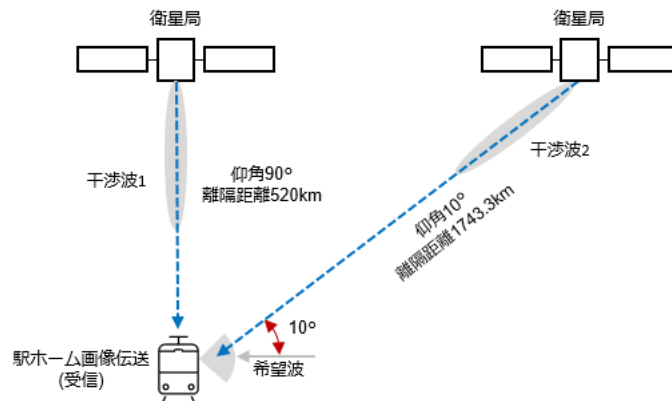 衛星局
衛星局
干渉波1
仰角90°
離隔距離520km
干渉波2
仰角10°
離隔距離1743.3km
10°
駅ホーム画像伝送
(受信)
希望波